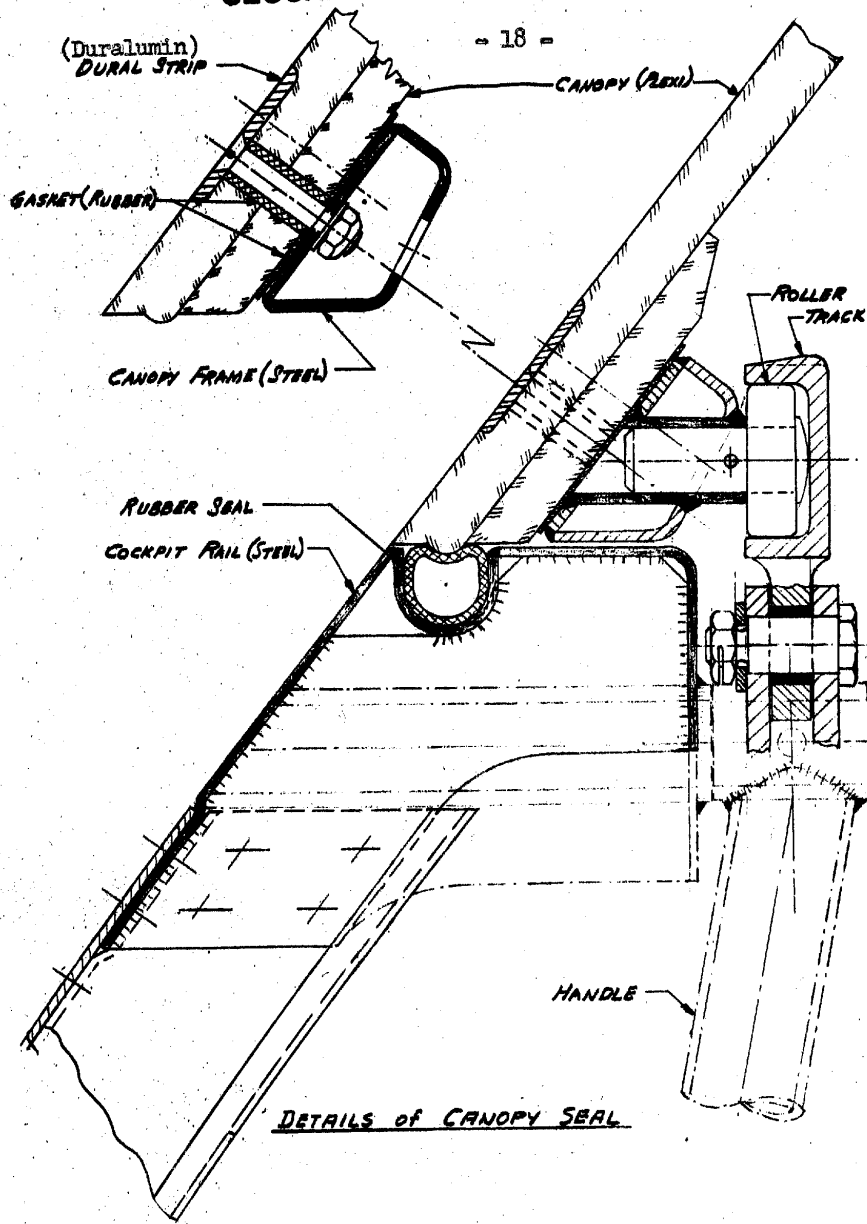 - 18 -
(Duralumin)
DURAL STRIP
CANOPY (PLEXI)
GASKET (RUBBER)
ROLLER
TRACK
CANOPY FRAME (STEEL)
RUBBER SEAL
COCKPIT RAIL (STEEL)
HANDLE
DETAILS of CANOPY SEAL